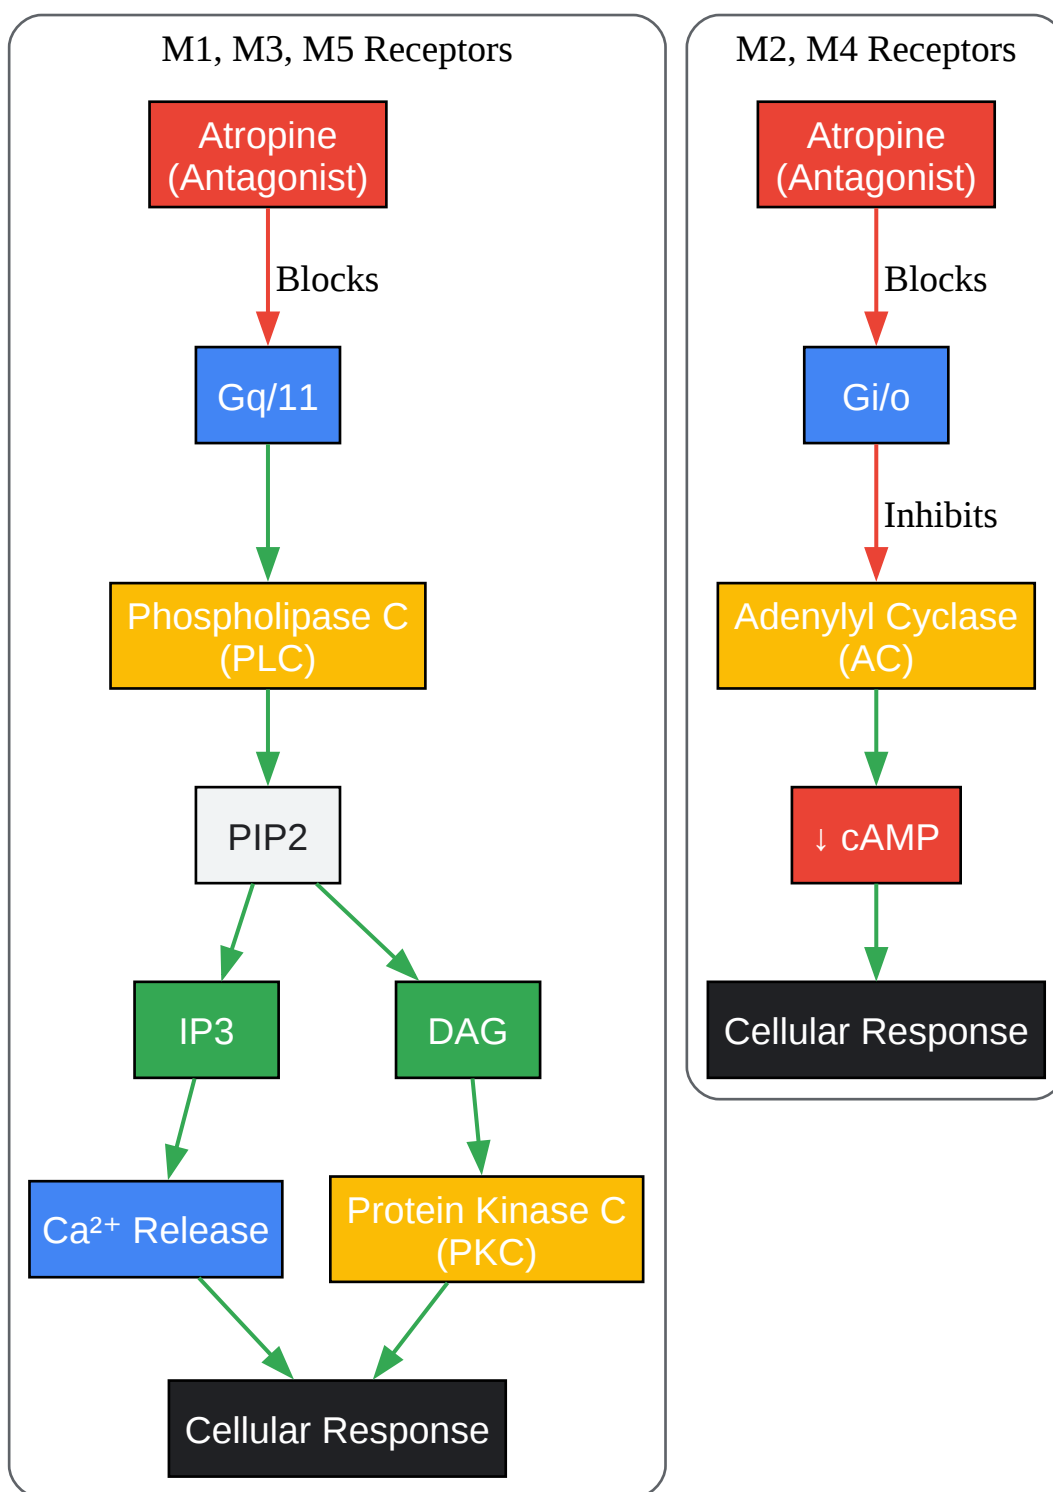 M1, M3, M5 Receptors
Atropine
(Antagonist)
Blocks
Gq/11
Phospholipase C
(PLC)
PIP2
IP3
DAG
Ca²⁺ Release
Protein Kinase C
(PKC)
Cellular Response
M2, M4 Receptors
Atropine
(Antagonist)
Blocks
Gi/o
Inhibits
Adenylyl Cyclase
(AC)
↓ cAMP
Cellular Response